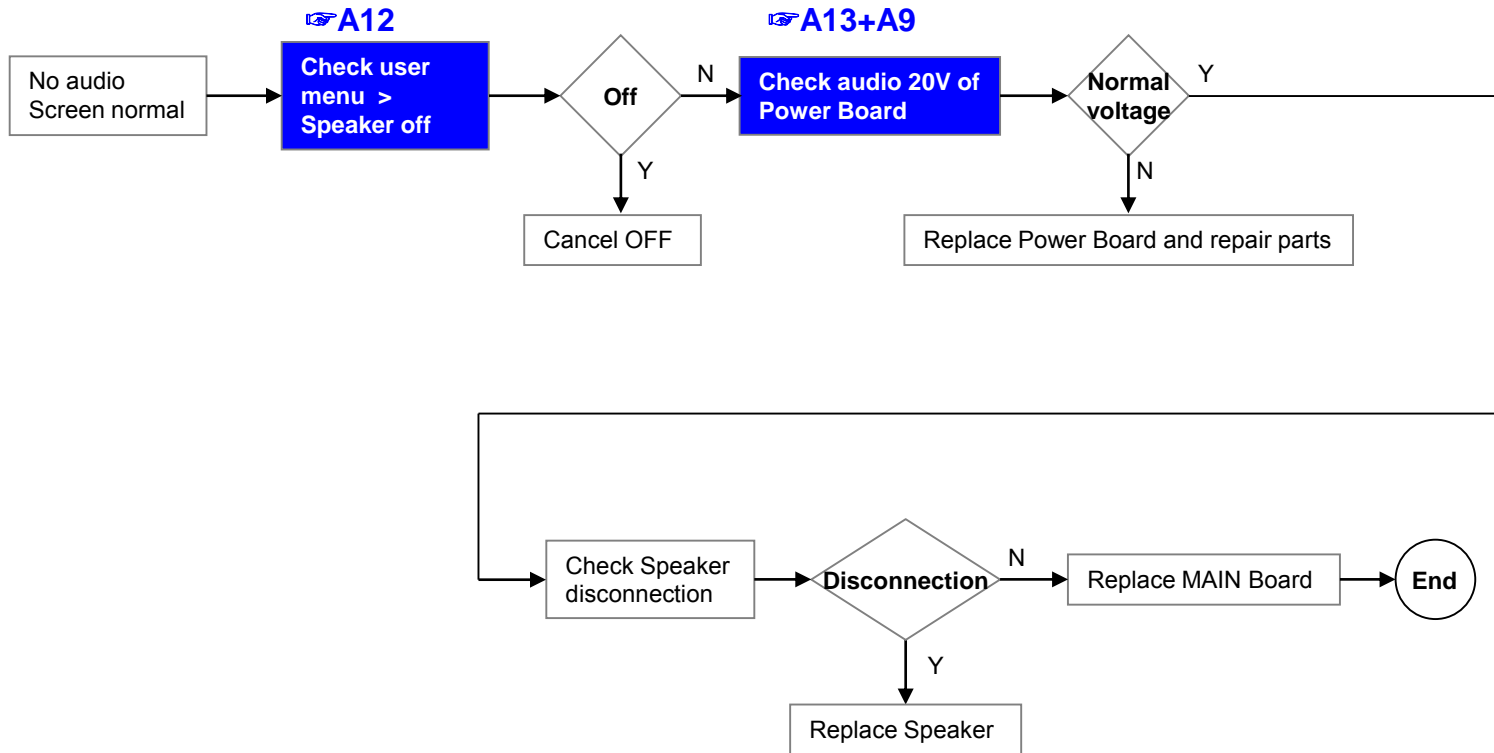 ☞A12
☞A13+A9
No audio
Screen normal
Check user
menu >
Speaker off
Off
N
Check audio 20V of
Power Board
Normal
voltage
Y
Y
N
Cancel OFF
Replace Power Board and repair parts
Check Speaker
disconnection
Disconnection
N
Replace MAIN Board
End
Y
Replace Speaker